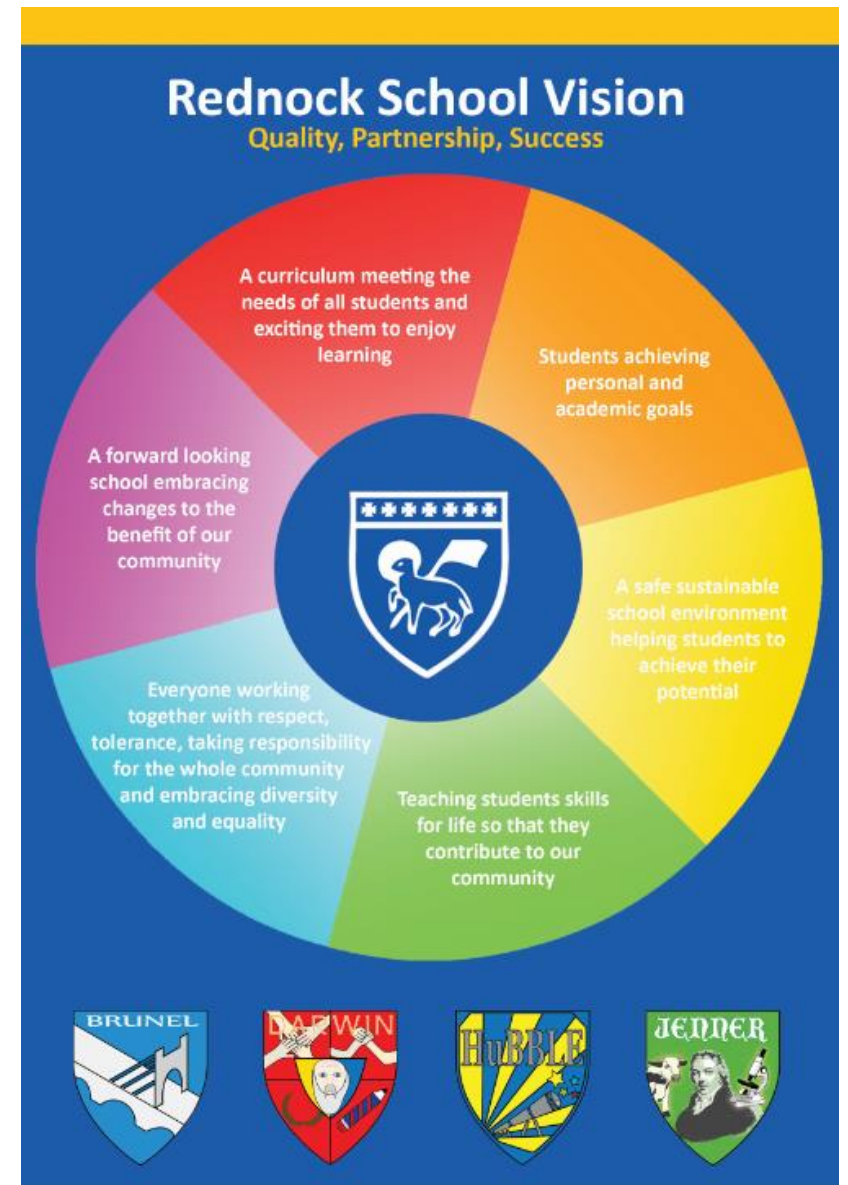 Rednock School Vision
Quality, Partnership, Success
A curriculum meeting the
needs of all students and
exciting them to enjoy
learning
Students achieving
personal and
academic goals
A safe sustainable
school environment
helping students to
achieve their
potential
Teaching students skills
for life so that they
contribute to our
community
Everyone working
together with respect,
tolerance, taking responsibility
for the whole community
and embracing diversity
and equality
A forward looking
school embracing
changes to the
benefit of our
community
BRUNEL
DARWIN
HuBBLE
JENNER